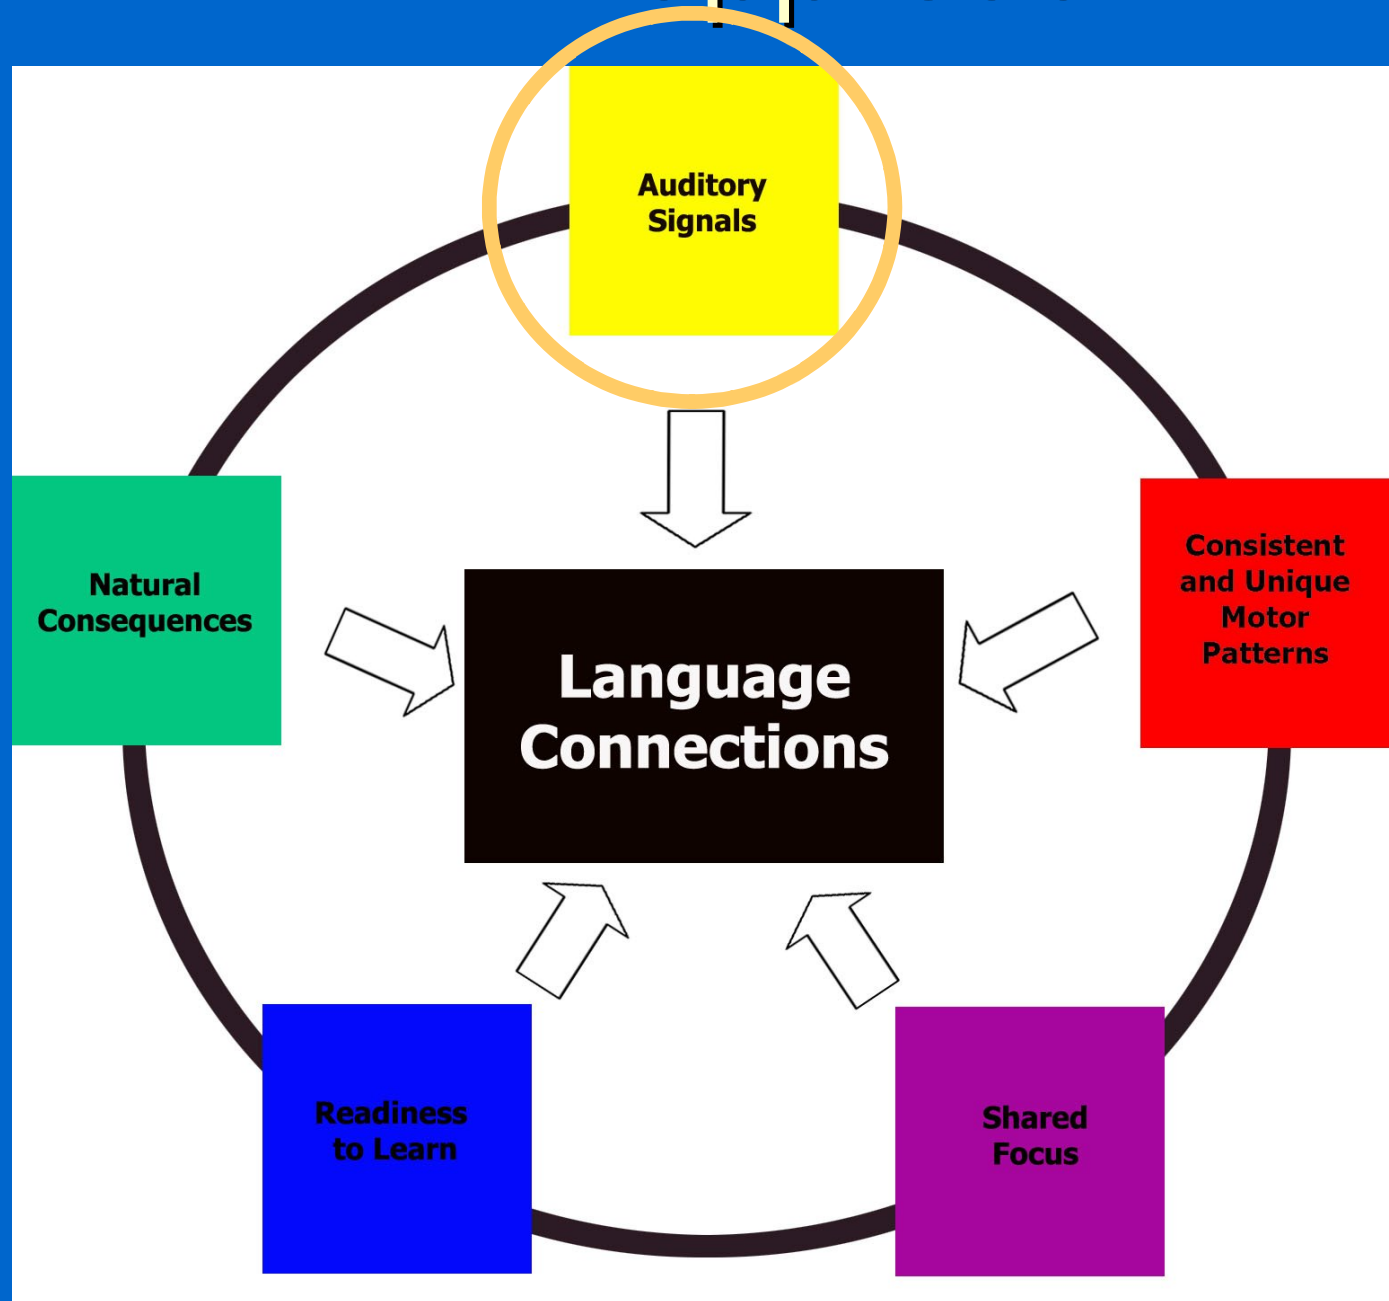 Auditory
Signals
Natural
Consequences
Consistent
and Unique
Motor
Patterns
Language
Connections
Readiness
to Learn
Shared
Focus